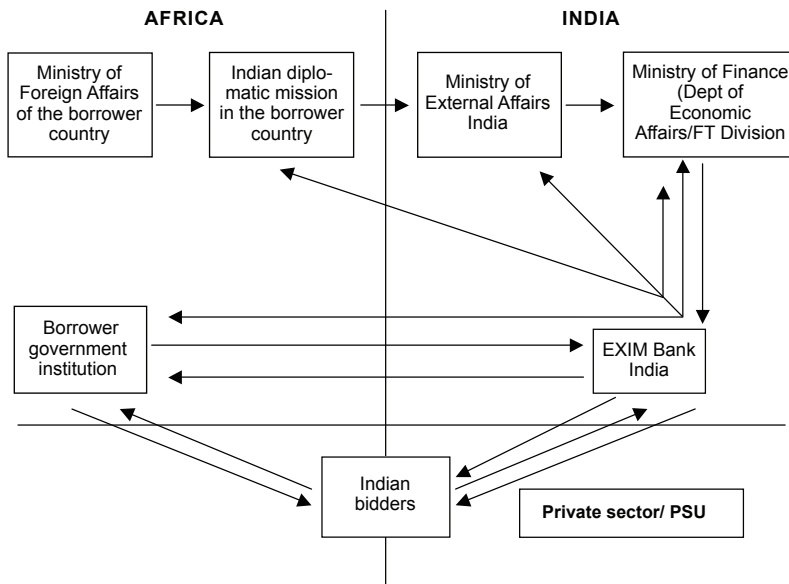 AFRICA
INDIA
Ministry of
Foreign Affairs
of the borrower
country
Indian diplo-
matic mission
in the borrower
country
Ministry of
External Affairs
India
Ministry of Finance
(Dept of
Economic
Affairs/FT Division
Borrower
government
institution
EXIM Bank
India
Indian
bidders
Private sector/ PSU